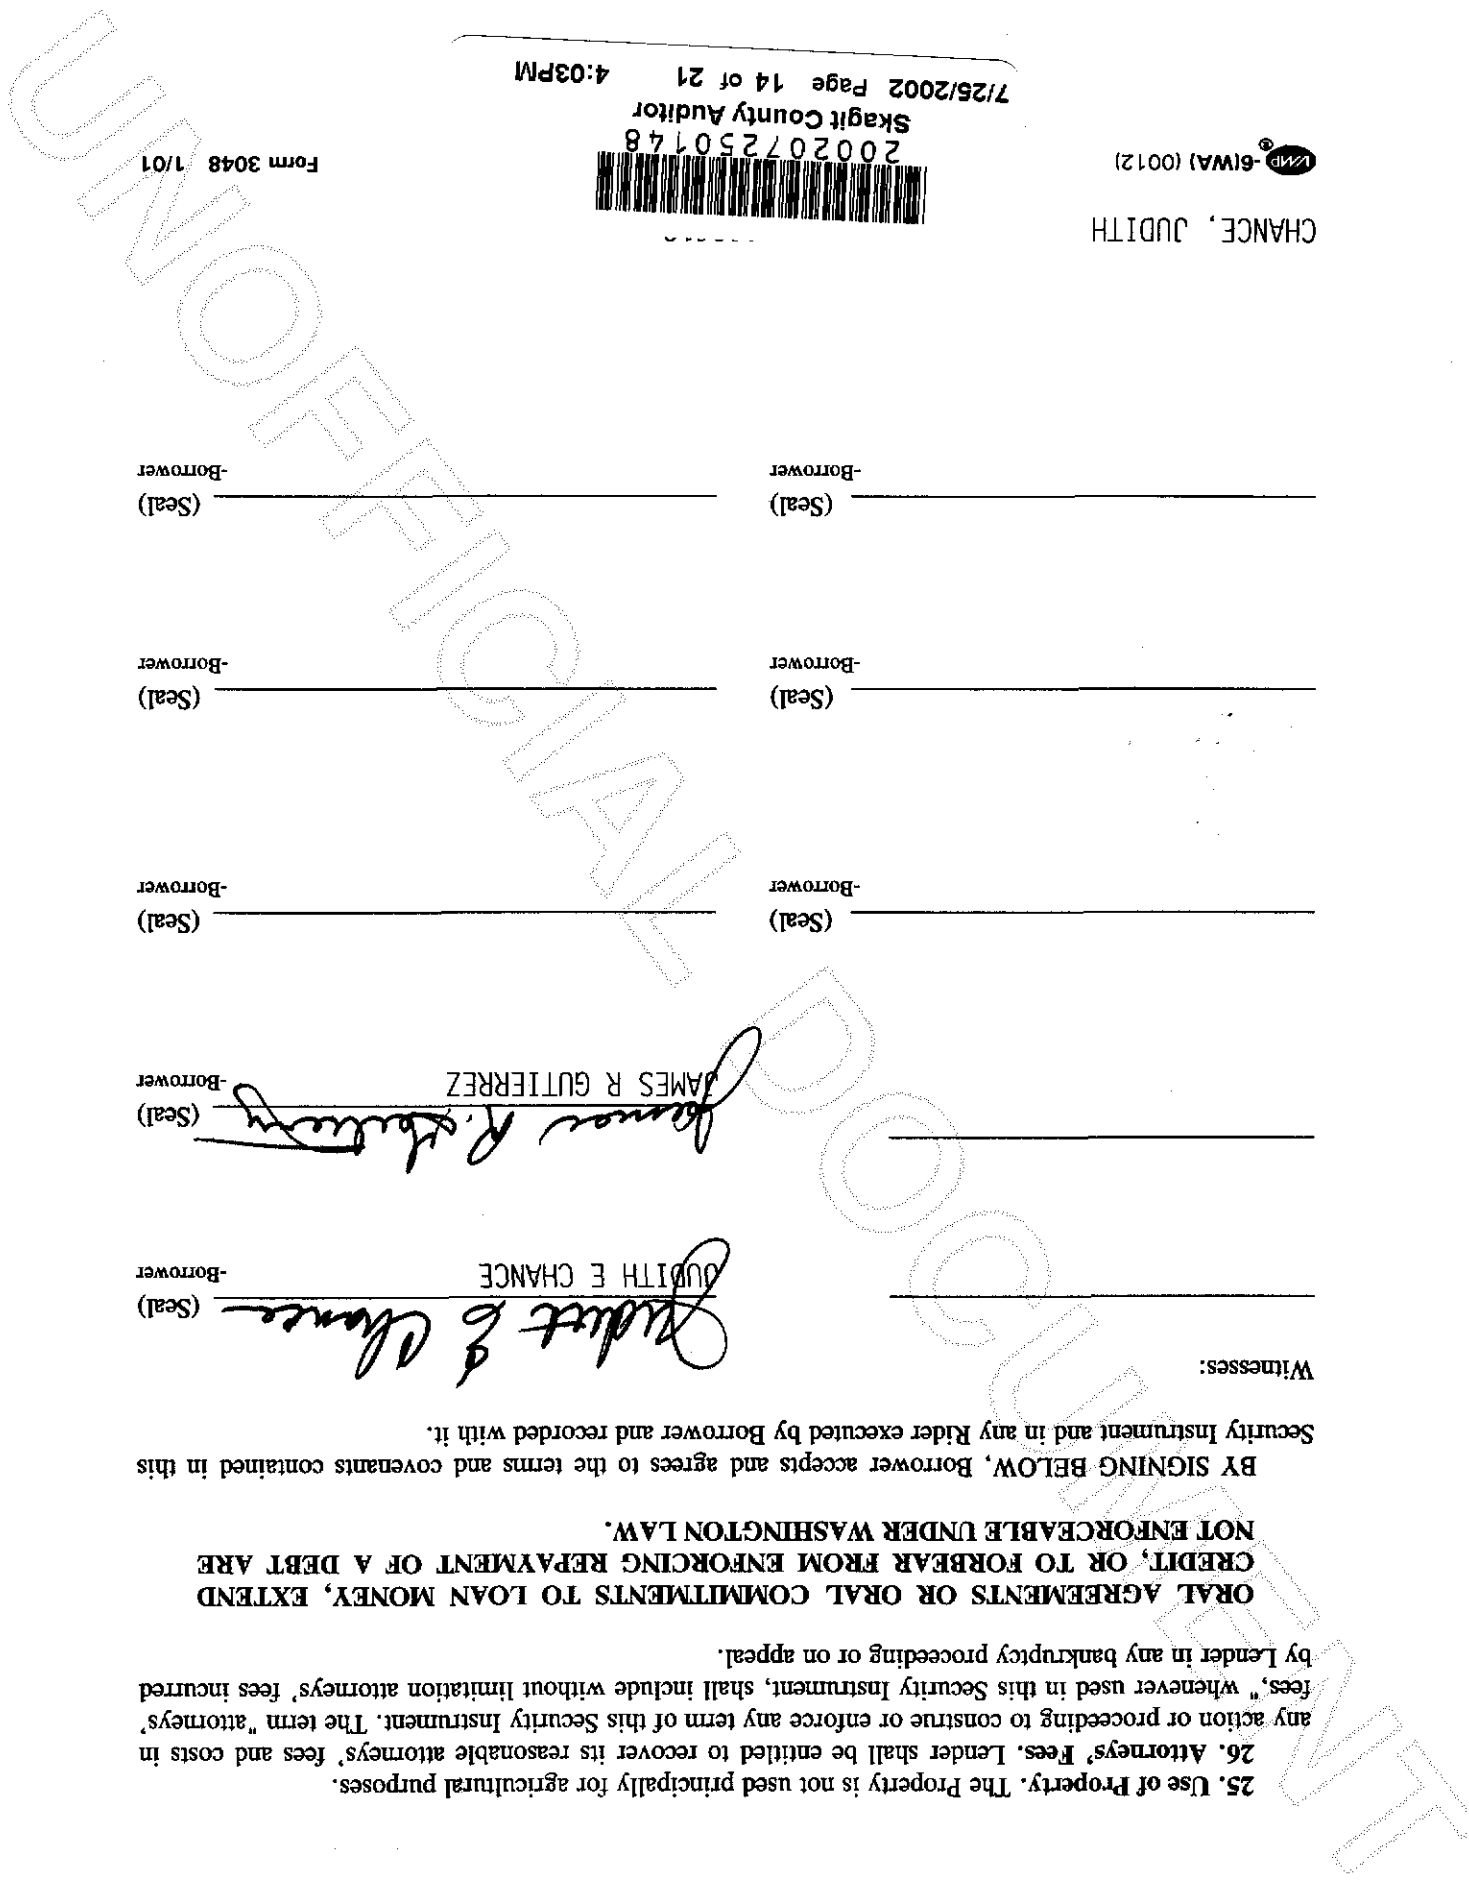 25. Use of Property. The Property is not used principally for agricultural purposes.
26. Attorneys' Fees. Lender shall be entitled to recover its reasonable attorneys' fees and costs in
any action or proceeding to construe or enforce any term of this Security Instrument. The term "attorneys'
fees," whenever used in this Security Instrument, shall include without limitation attorneys' fees incurred
by Lender in any bankruptcy proceeding or on appeal.
ORAL AGREEMENTS OR ORAL COMMITMENTS TO LOAN MONEY, EXTEND
CREDIT, OR TO FORBEAR FROM ENFORCING REPAYMENT OF A DEBT ARE
NOT ENFORCEABLE UNDER WASHINGTON LAW.
BY SIGNING BELOW, Borrower accepts and agrees to the terms and covenants contained in this
Security Instrument and in any Rider executed by Borrower and recorded with it.
Witnesses:
Judith E Chance (Seal)
JUDITH E CHANCE -Borrower
James R. Gutierrez (Seal)
JAMES R GUTIERREZ -Borrower
(Seal) (Seal)
-Borrower -Borrower
(Seal) (Seal)
-Borrower -Borrower
(Seal) (Seal)
-Borrower -Borrower
CHANCE, JUDITH
VMP®-6(WA) (0012)
Form 3048 1/01
200207250148
Skagit County Auditor
7/25/2002 Page 14 of 21 4:03PM
UNOFFICIAL DOCUMENT